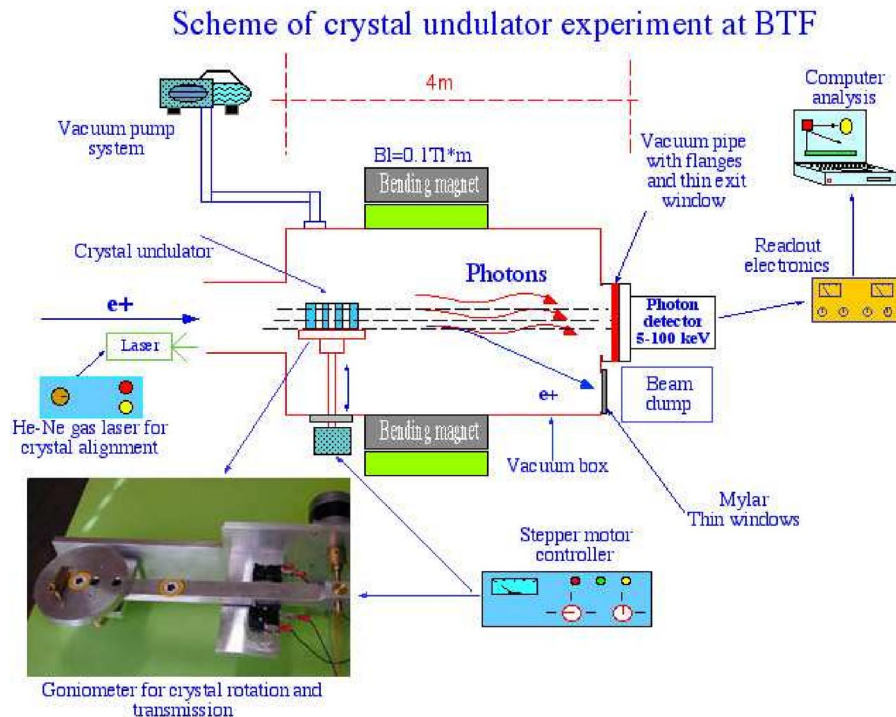 Scheme of crystal undulator experiment at BTF
4m
Computer
analysis
Vacuum pump
system
Bl=0.1Tl*m
Bending magnet
Vacuum pipe
with flanges
and thin exit
window
Crystal undulator
Readout
electronics
Photons
e+
Photon
detector
5-100 keV
Laser
e+
Beam
dump
He-Ne gas laser for
crystal alignment
Bending magnet
Vacuum box
Mylar
Thin windows
Stepper motor
controller
Goniometer for crystal rotation and
transmission